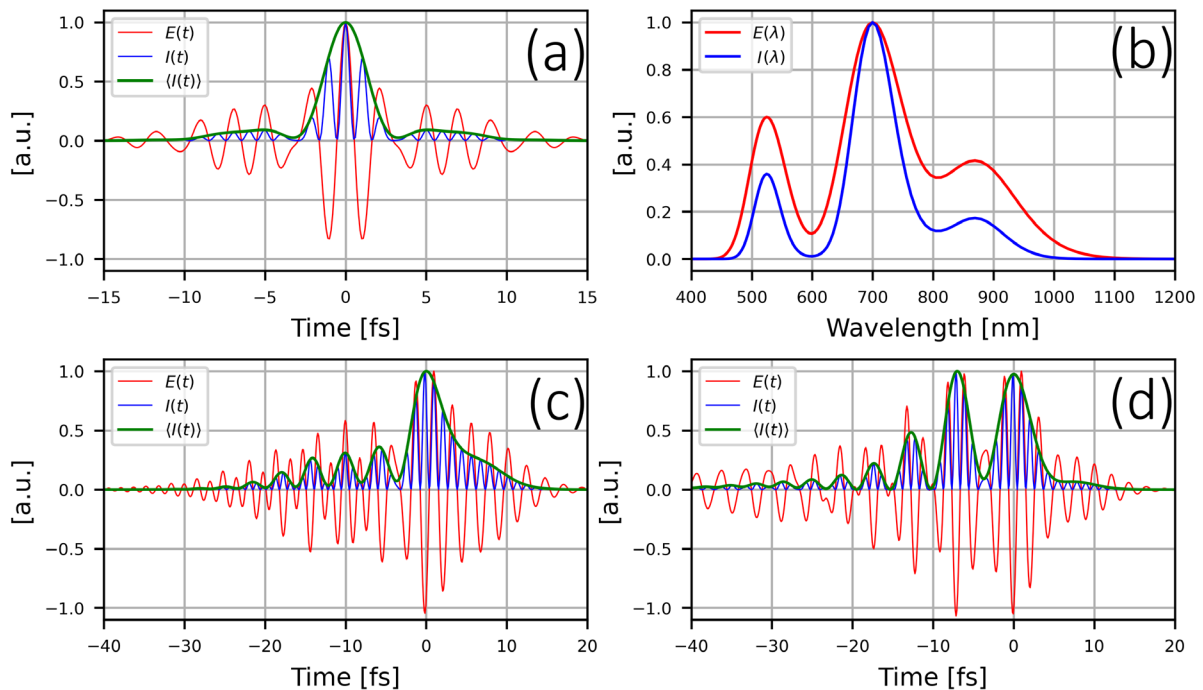 E(t)
I(t)
⟨I(t)⟩
(a)
1.0
0.5
0.0
−0.5
−1.0
[a.u.]
−15 −10 −5 0 5 10 15
Time [fs]
E(λ)
I(λ)
(b)
1.0
0.8
0.6
0.4
0.2
0.0
[a.u.]
400 500 600 700 800 900 1000 1100 1200
Wavelength [nm]
E(t)
I(t)
⟨I(t)⟩
(c)
1.0
0.5
0.0
−0.5
−1.0
[a.u.]
−40 −30 −20 −10 0 10 20
Time [fs]
E(t)
I(t)
⟨I(t)⟩
(d)
1.0
0.5
0.0
−0.5
−1.0
[a.u.]
−40 −30 −20 −10 0 10 20
Time [fs]